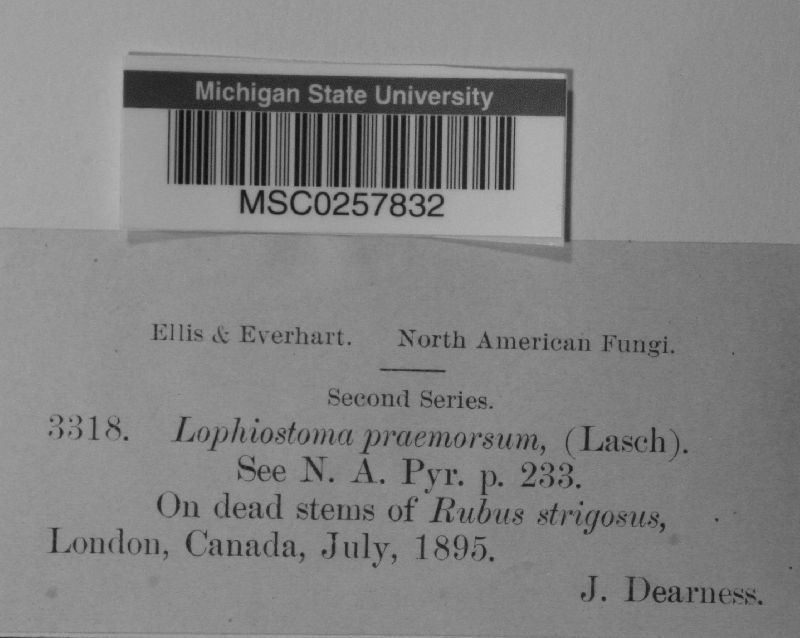 Michigan State University
MSC0257832
Ellis & Everhart. North American Fungi.
Second Series.
3318. Lophiostoma praemorsum, (Lasch).
See N. A. Pyr. p. 233.
On dead stems of Rubus strigosus,
London, Canada, July, 1895.
J. Dearness.